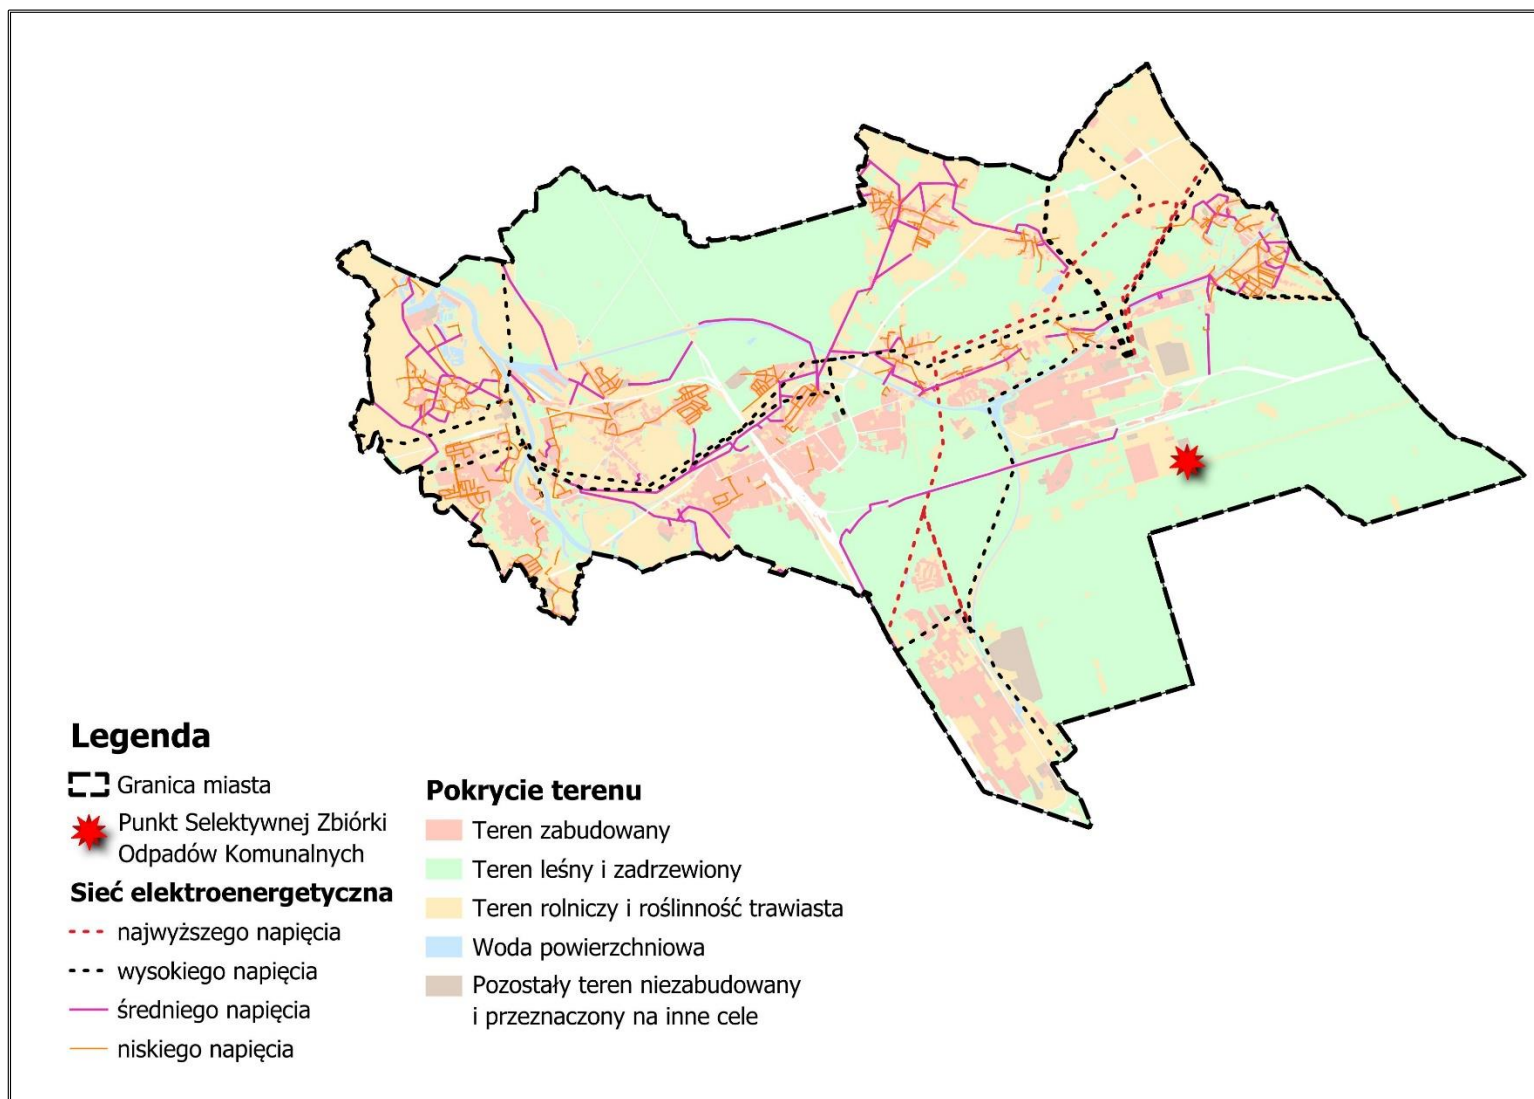 Legenda
Granica miasta
Punkt Selektywnej Zbiórki
Odpadów Komunalnych
Sieć elektroenergetyczna
najwyższego napięcia
wysokiego napięcia
średniego napięcia
niskiego napięcia
Pokrycie terenu
Teren zabudowany
Teren leśny i zadrzewiony
Teren rolniczy i roślinność trawiasta
Woda powierzchniowa
Pozostały teren niezabudowany
i przeznaczony na inne cele